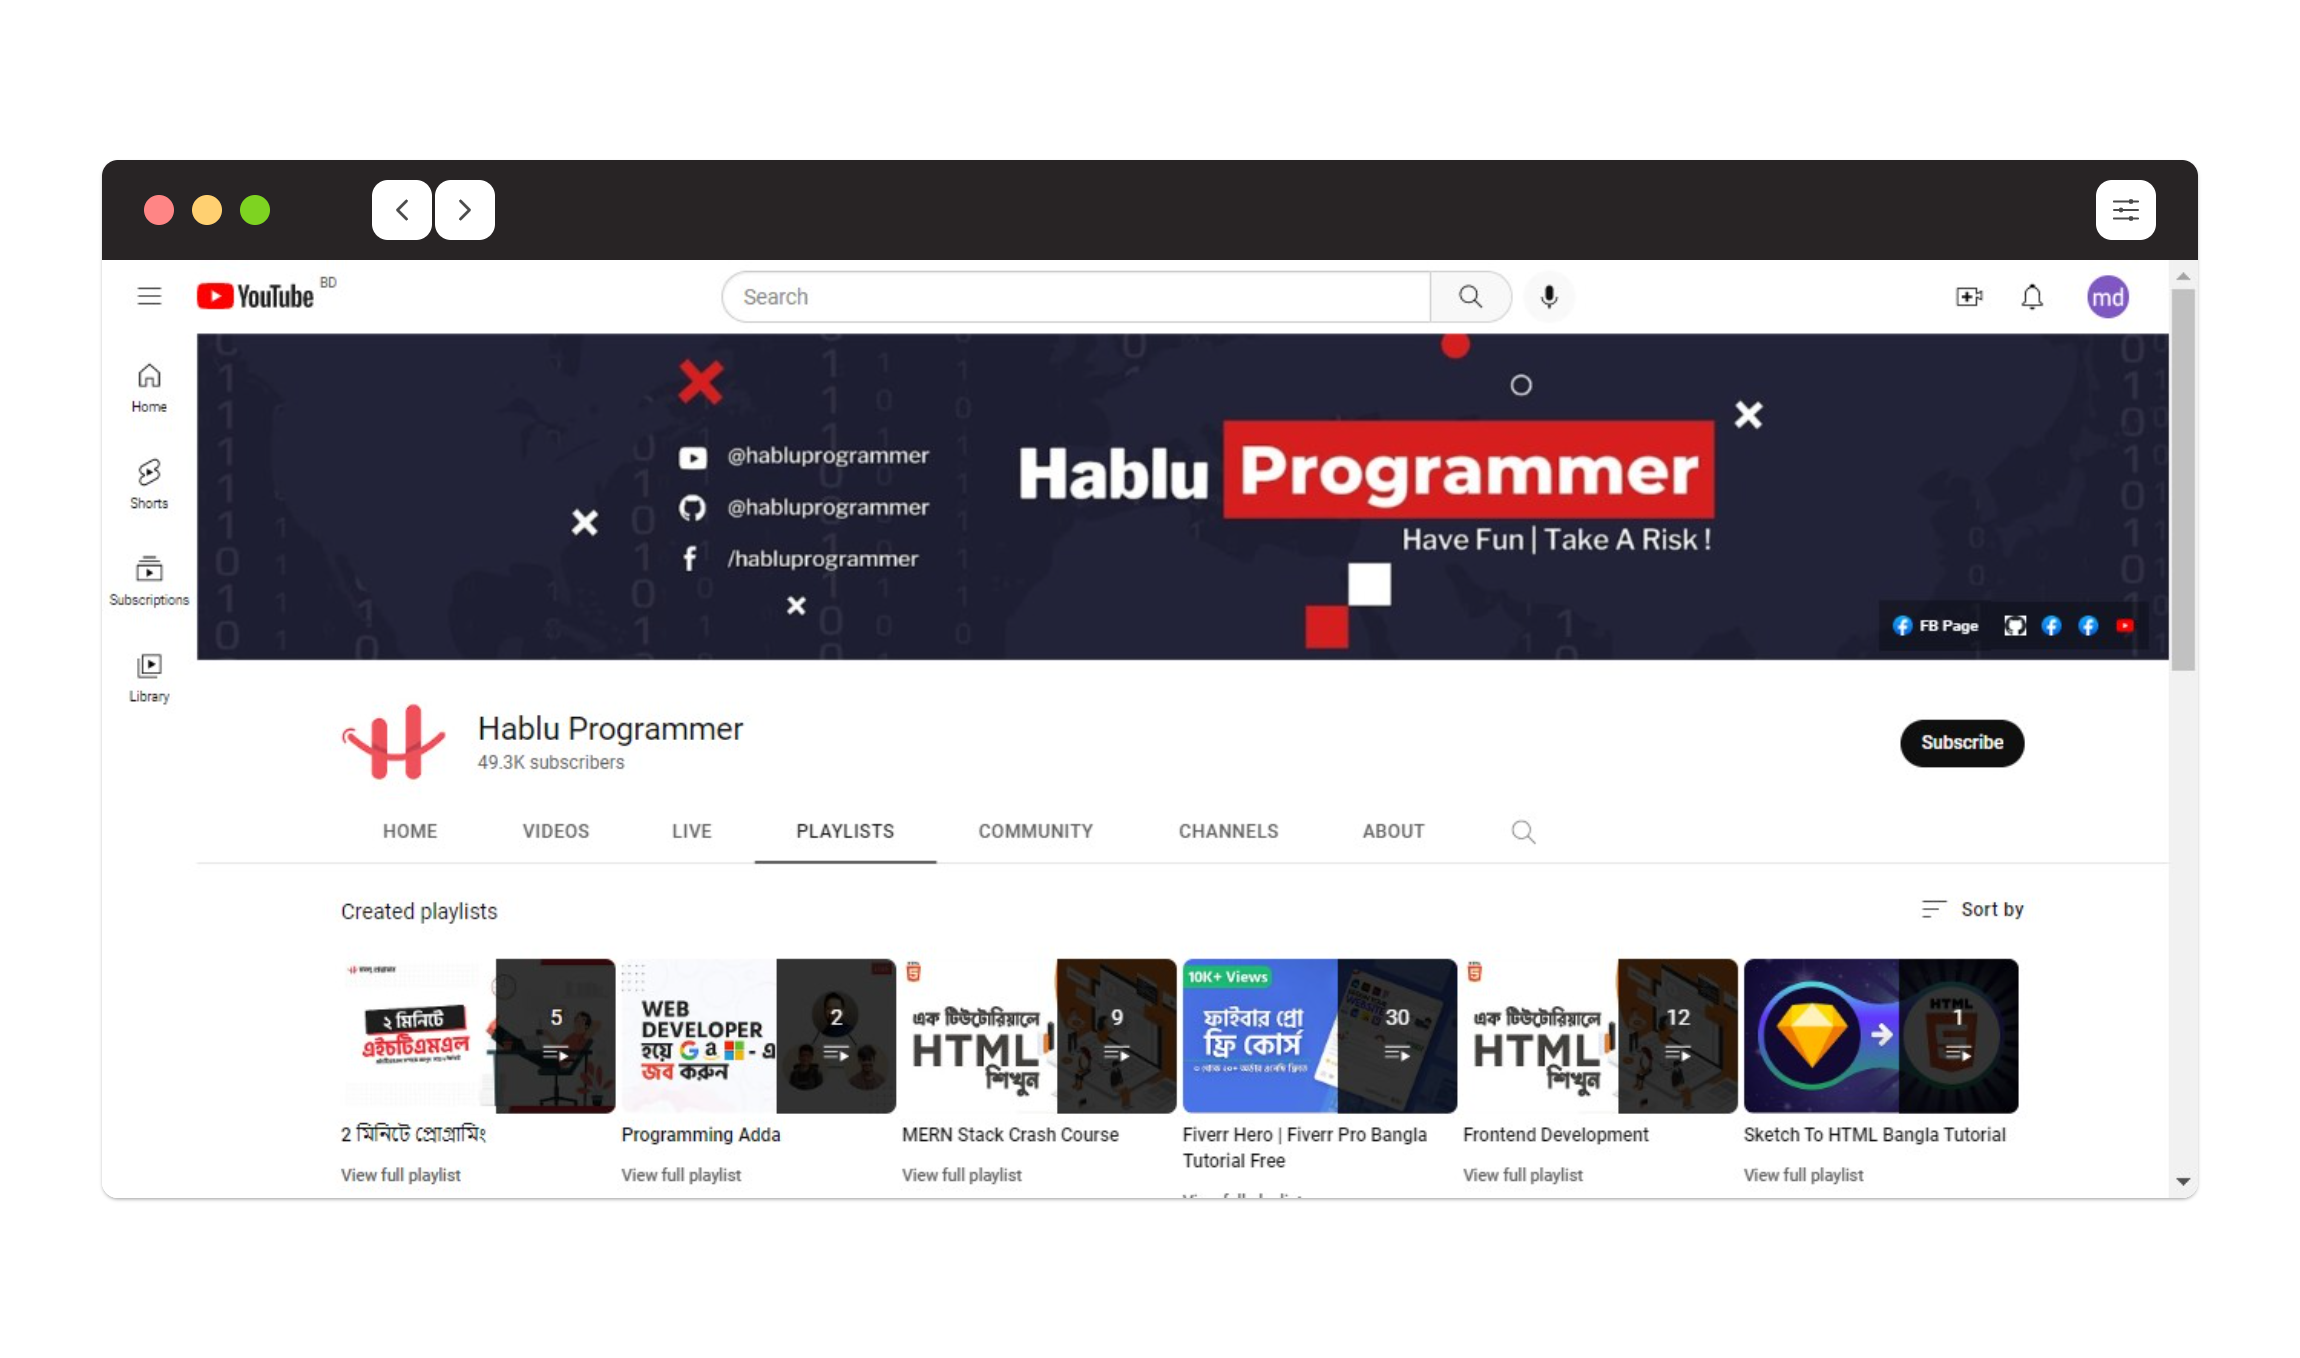 YouTube BD
Search
md
Home
Shorts
Subscriptions
Library
@habluprogrammer
@habluprogrammer
/habluprogrammer
Hablu Programmer
Have Fun | Take A Risk !
FB Page
Hablu Programmer
49.3K subscribers
Subscribe
HOME
VIDEOS
LIVE
PLAYLISTS
COMMUNITY
CHANNELS
ABOUT
Created playlists
Sort by
২ মিনিটে
এইচটিএমএল
5
2 মিনিটে প্রোগ্রামিং
View full playlist
WEB
DEVELOPER
হয়ে G a - এ
জব করুন
2
Programming Adda
View full playlist
এক টিউটোরিয়ালে
HTML
শিখুন
9
MERN Stack Crash Course
View full playlist
10K+ Views
ফাইবার প্রো
ফ্রি কোর্স
30
Fiverr Hero | Fiverr Pro Bangla
Tutorial Free
View full playlist
এক টিউটোরিয়ালে
HTML
শিখুন
12
Frontend Development
View full playlist
HTML
1
Sketch To HTML Bangla Tutorial
View full playlist